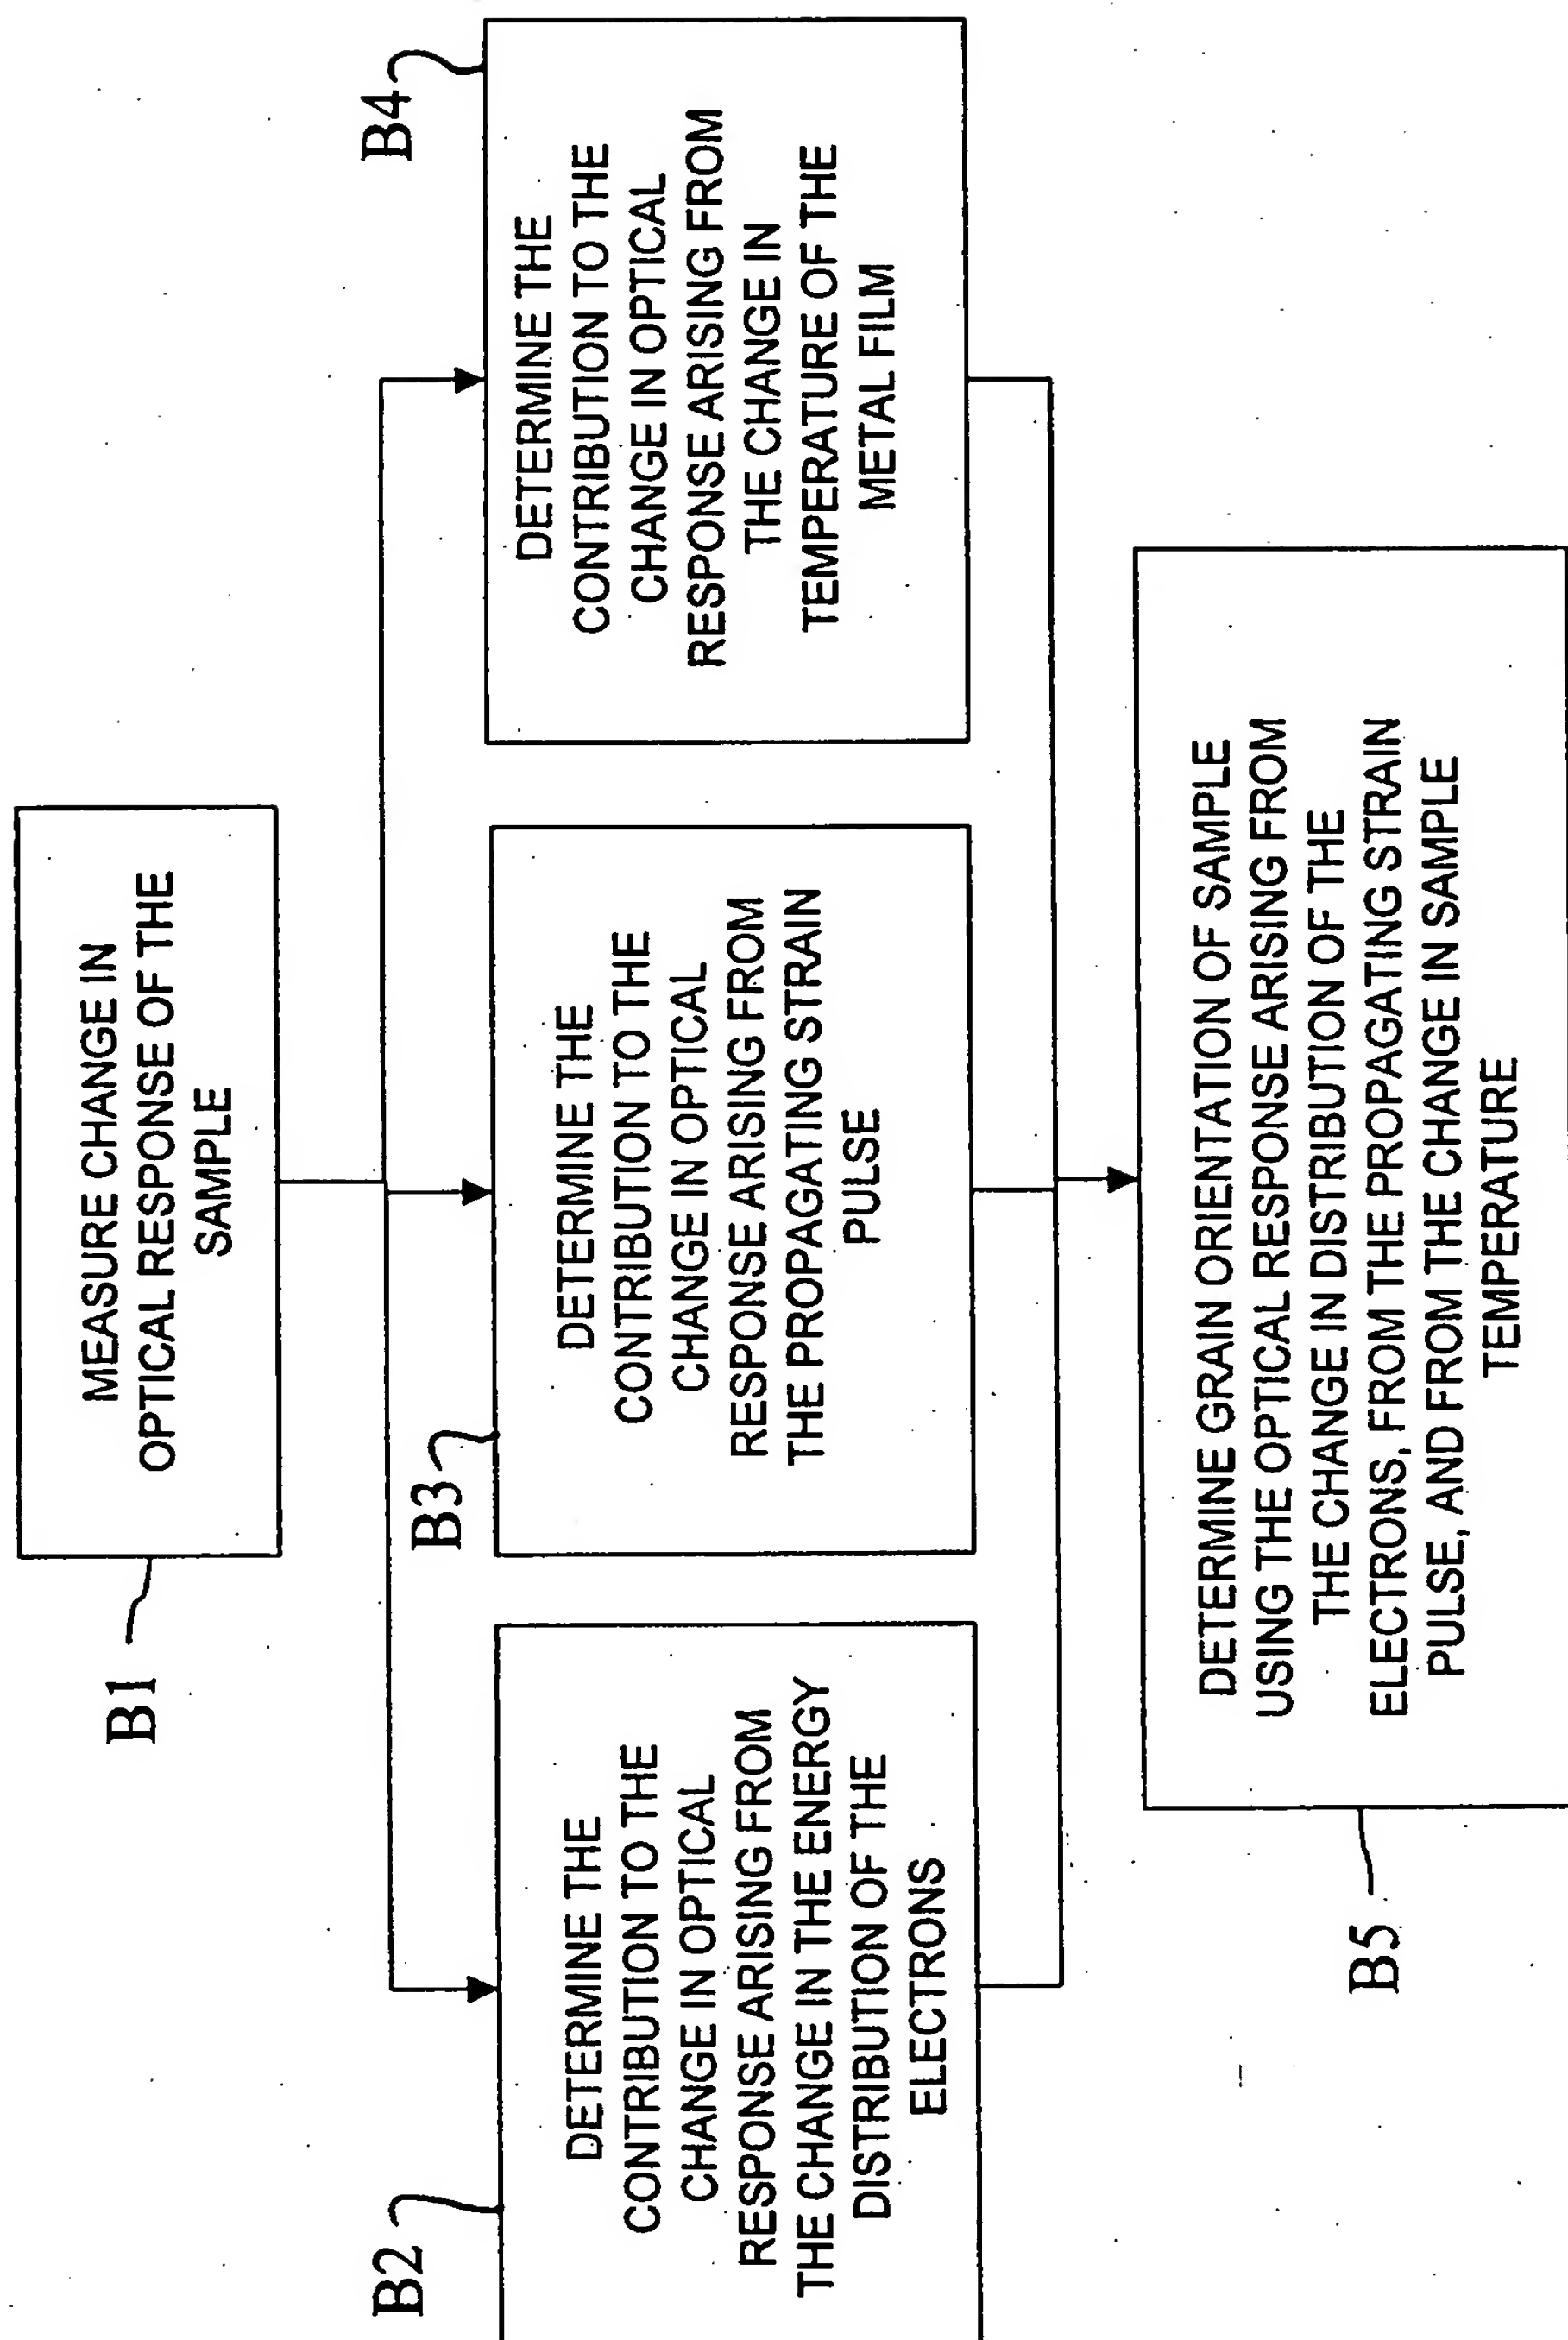 B1
MEASURE CHANGE IN
OPTICAL RESPONSE OF THE
SAMPLE
B2
DETERMINE THE
CONTRIBUTION TO THE
CHANGE IN OPTICAL
RESPONSE ARISING FROM
THE CHANGE IN THE ENERGY
DISTRIBUTION OF THE
ELECTRONS
B3
DETERMINE THE
CONTRIBUTION TO THE
CHANGE IN OPTICAL
RESPONSE ARISING FROM
THE PROPAGATING STRAIN
PULSE
B4
DETERMINE THE
CONTRIBUTION TO THE
CHANGE IN OPTICAL
RESPONSE ARISING FROM
THE CHANGE IN
TEMPERATURE OF THE
METAL FILM
B5
DETERMINE GRAIN ORIENTATION OF SAMPLE
USING THE OPTICAL RESPONSE ARISING FROM
THE CHANGE IN DISTRIBUTION OF THE
ELECTRONS, FROM THE PROPAGATING STRAIN
PULSE, AND FROM THE CHANGE IN SAMPLE
TEMPERATURE